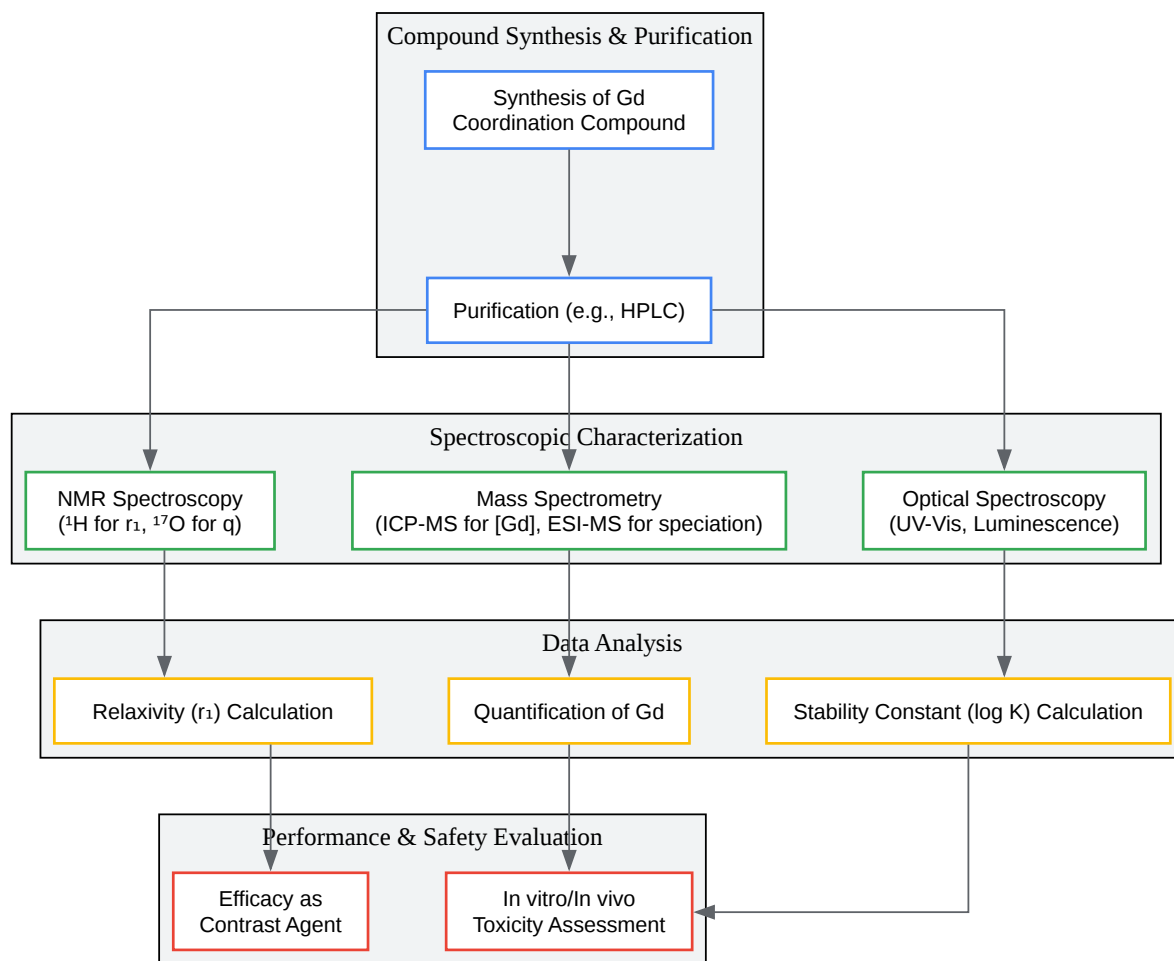 Compound Synthesis & Purification
Synthesis of Gd
Coordination Compound
Purification (e.g., HPLC)
Spectroscopic Characterization
NMR Spectroscopy
(¹H for r₁, ¹⁷O for q)
Mass Spectrometry
(ICP-MS for [Gd], ESI-MS for speciation)
Optical Spectroscopy
(UV-Vis, Luminescence)
Data Analysis
Relaxivity (r₁) Calculation
Quantification of Gd
Stability Constant (log K) Calculation
Performance & Safety Evaluation
Efficacy as
Contrast Agent
In vitro/In vivo
Toxicity Assessment